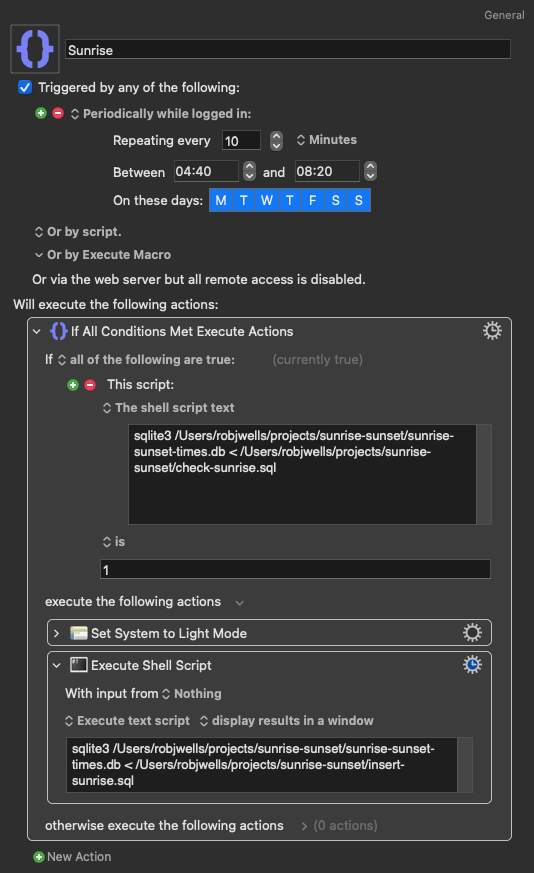 General
Sunrise
Triggered by any of the following:
Periodically while logged in:
Repeating every 10 Minutes
Between 04:40 and 08:20
On these days: M T W T F S S
Or by script.
Or by Execute Macro
Or via the web server but all remote access is disabled.
Will execute the following actions:
If All Conditions Met Execute Actions
If all of the following are true: (currently true)
This script:
The shell script text
sqlite3 /Users/robjwells/projects/sunrise-sunset/sunrise-
sunset-times.db < /Users/robjwells/projects/sunrise-
sunset/check-sunrise.sql
is
1
execute the following actions
Set System to Light Mode
Execute Shell Script
With input from Nothing
Execute text script display results in a window
sqlite3 /Users/robjwells/projects/sunrise-sunset/sunrise-sunset-
times.db < /Users/robjwells/projects/sunrise-sunset/insert-
sunrise.sql
otherwise execute the following actions (0 actions)
New Action